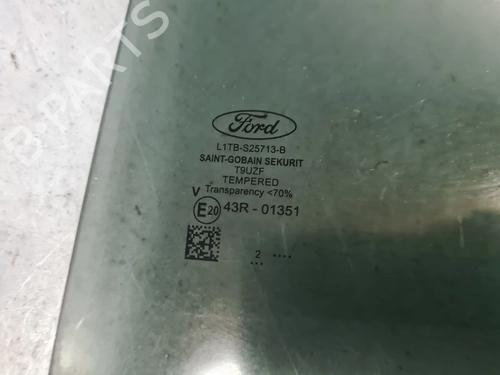 Ford
L1TB-S25713-B
SAINT-GOBAIN SEKURIT
T9UZF
TEMPERED
V Transparency <70%
E20 43R - 01351
2 ....
...
B PARTS